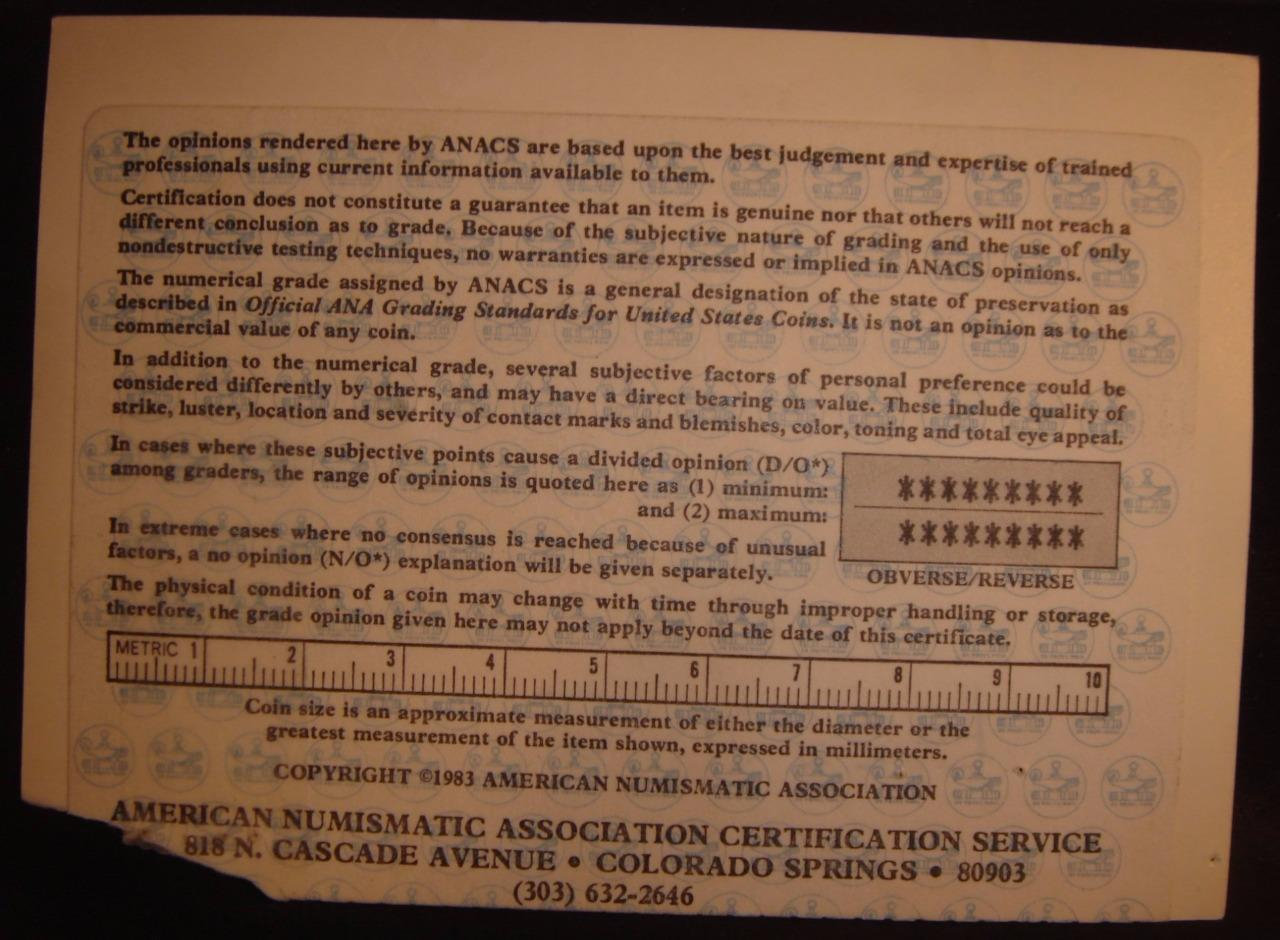 The opinions rendered here by ANACS are based upon the best judgement and expertise of trained
professionals using current information available to them.
Certification does not constitute a guarantee that an item is genuine nor that others will not reach a
different conclusion as to grade. Because of the subjective nature of grading and the use of only
nondestructive testing techniques, no warranties are expressed or implied in ANACS opinions.
The numerical grade assigned by ANACS is a general designation of the state of preservation as
described in Official ANA Grading Standards for United States Coins. It is not an opinion as to the
commercial value of any coin.
In addition to the numerical grade, several subjective factors of personal preference could be
considered differently by others, and may have a direct bearing on value. These include quality of
strike, luster, location and severity of contact marks and blemishes, color, toning and total eye appeal.
In cases where these subjective points cause a divided opinion (D/O*)
among graders, the range of opinions is quoted here as (1) minimum:
and (2) maximum:
*********
*********
OBVERSE/REVERSE
In extreme cases where no consensus is reached because of unusual
factors, a no opinion (N/O*) explanation will be given separately.
The physical condition of a coin may change with time through improper handling or storage,
therefore, the grade opinion given here may not apply beyond the date of this certificate.
METRIC 1 2 3 4 5 6 7 8 9 10
Coin size is an approximate measurement of either the diameter or the
greatest measurement of the item shown, expressed in millimeters.
COPYRIGHT ©1983 AMERICAN NUMISMATIC ASSOCIATION
AMERICAN NUMISMATIC ASSOCIATION CERTIFICATION SERVICE
818 N. CASCADE AVENUE • COLORADO SPRINGS • 80903
(303) 632-2646